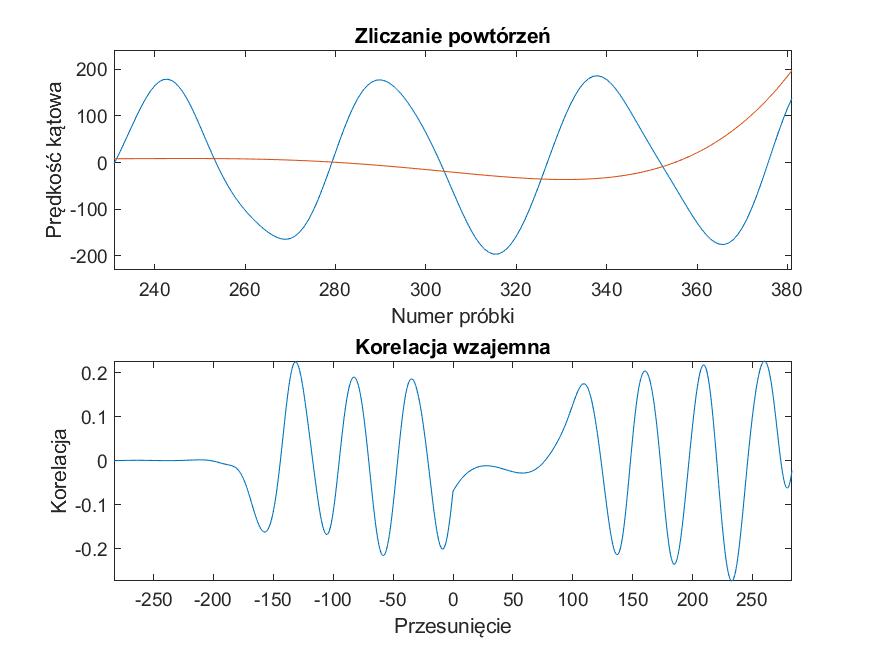 Zliczanie powtórzeń
200
100
0
-100
-200
Prędkość kątowa
240 260 280 300 320 340 360 380
Numer próbki
Korelacja wzajemna
0.2
0.1
0
-0.1
-0.2
Korelacja
-250 -200 -150 -100 -50 0 50 100 150 200 250
Przesunięcie